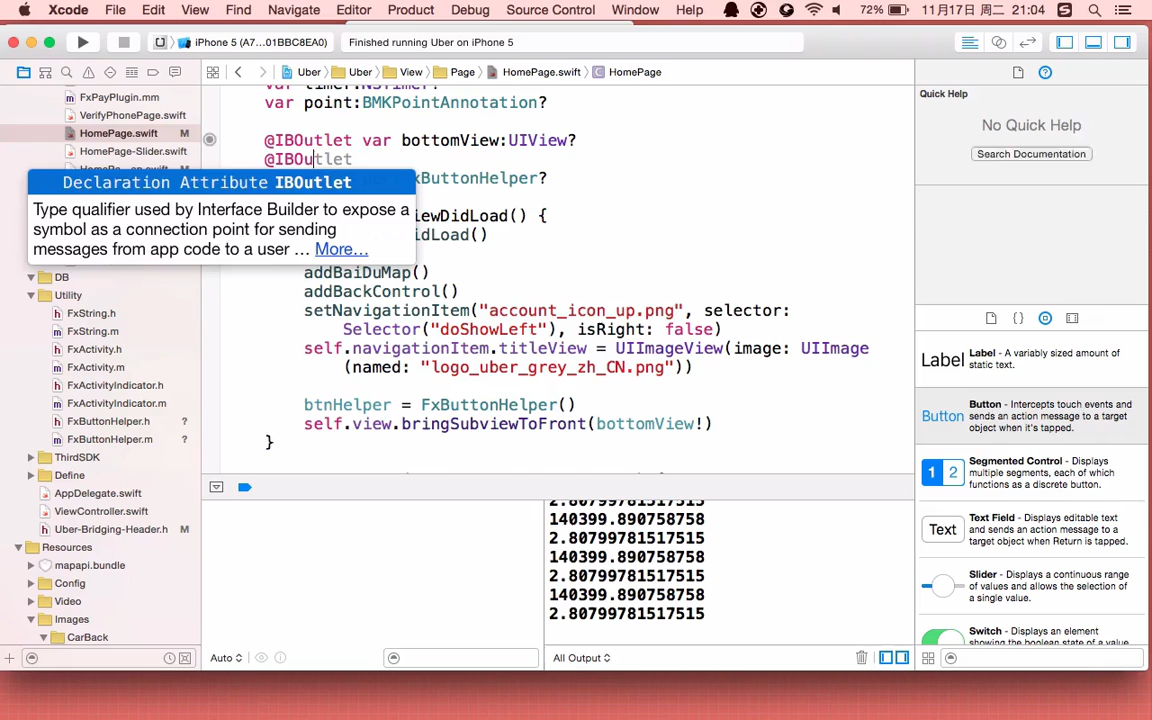 Xcode File Edit View Find Navigate Editor Product Debug Source Control Window Help 72% 11月17日 周二 21:04
iPhone 5 (A7...01BBC8EA0) Finished running Uber on iPhone 5
Uber Uber View Page HomePage.swift HomePage
FxPayPlugin.mm
VerifyPhonePage.swift
HomePage.swift M
HomePage-Slider.swift
DB
Utility
FxString.h
FxString.m
FxActivity.h
FxActivity.m
FxActivityIndicator.h
FxActivityIndicator.m
FxButtonHelper.h ?
FxButtonHelper.m ?
ThirdSDK
Define
AppDelegate.swift
ViewController.swift
Uber-Bridging-Header.h M
Resources
mapapi.bundle
Config
Video
Images
CarBack
var point:BMKPointAnnotation?
@IBOutlet var bottomView:UIView?
@IBOutlet
Declaration Attribute IBOutlet
Type qualifier used by Interface Builder to expose a
symbol as a connection point for sending
messages from app code to a user ... More...
addBaiDuMap()
addBackControl()
setNavigationItem("account_icon_up.png", selector:
Selector("doShowLeft"), isRight: false)
self.navigationItem.titleView = UIImageView(image: UIImage
(named: "logo_uber_grey_zh_CN.png"))
btnHelper = FxButtonHelper()
self.view.bringSubviewToFront(bottomView!)
}
2.80799781517515
140399.890758758
2.80799781517515
140399.890758758
2.80799781517515
140399.890758758
2.80799781517515
Auto
All Output
Quick Help
No Quick Help
Search Documentation
Label
Label - A variably sized amount of
static text.
Button
Button - Intercepts touch events and
sends an action message to a target
object when it's tapped.
1 2
Segmented Control - Displays
multiple segments, each of which
functions as a discrete button.
Text
Text Field - Displays editable text
and sends an action message to a
target object when Return is tapped.
Slider - Displays a continuous range
of values and allows the selection of
a single value.
Switch - Displays an element
showing the boolean state of a value